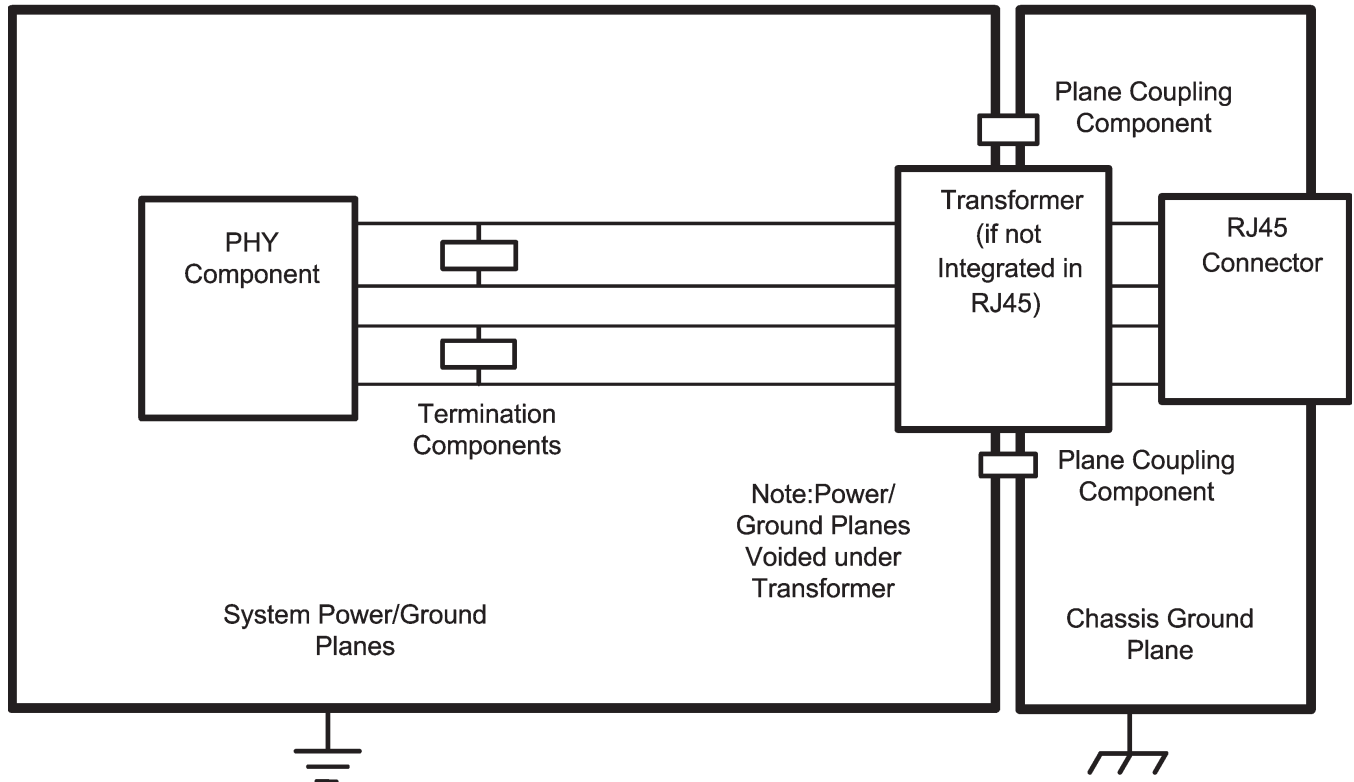 Plane Coupling
Component
PHY
Component
Transformer
(if not
Integrated in
RJ45)
RJ45
Connector
Termination
Components
Plane Coupling
Component
Note:Power/
Ground Planes
Voided under
Transformer
System Power/Ground
Planes
Chassis Ground
Plane